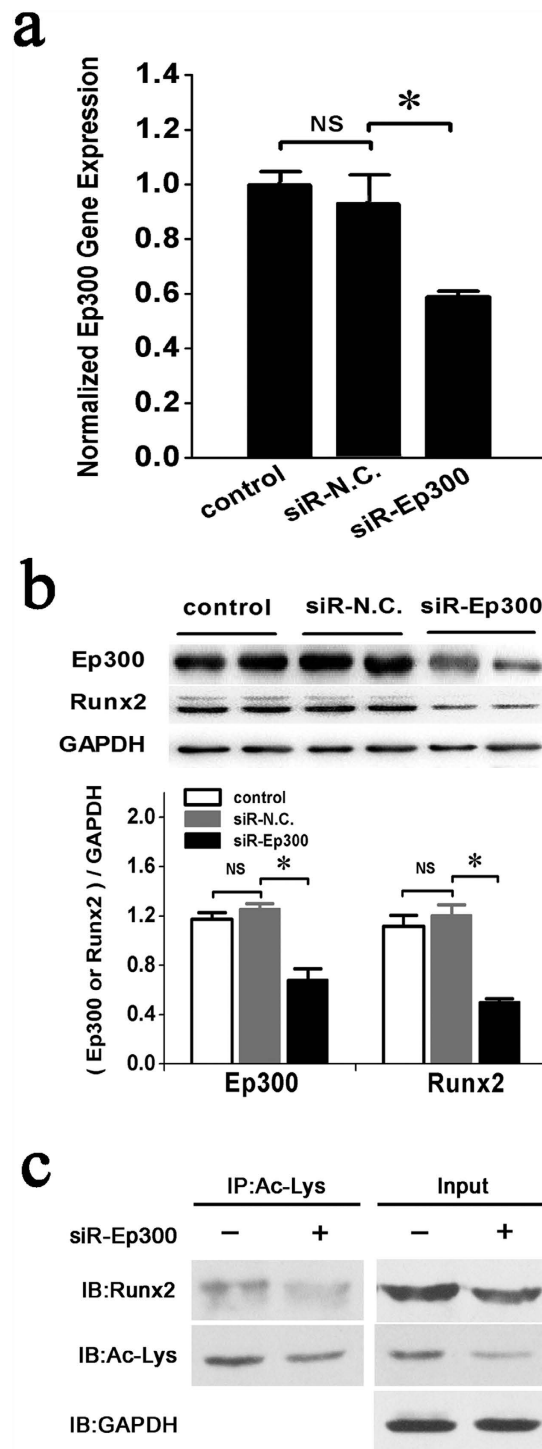 a
Normalized Ep300 Gene Expression
1.4
1.2
1.0
0.8
0.6
0.4
0.2
0.0
NS
*
control
siR-N.C.
siR-Ep300
b
control siR-N.C. siR-Ep300
Ep300
Runx2
GAPDH
( Ep300 or Runx2 ) / GAPDH
2.0
1.6
1.2
0.8
0.4
0.0
control
siR-N.C.
siR-Ep300
NS * NS *
Ep300 Runx2
c
IP:Ac-Lys Input
siR-Ep300 − + − +
IB:Runx2
IB:Ac-Lys
IB:GAPDH